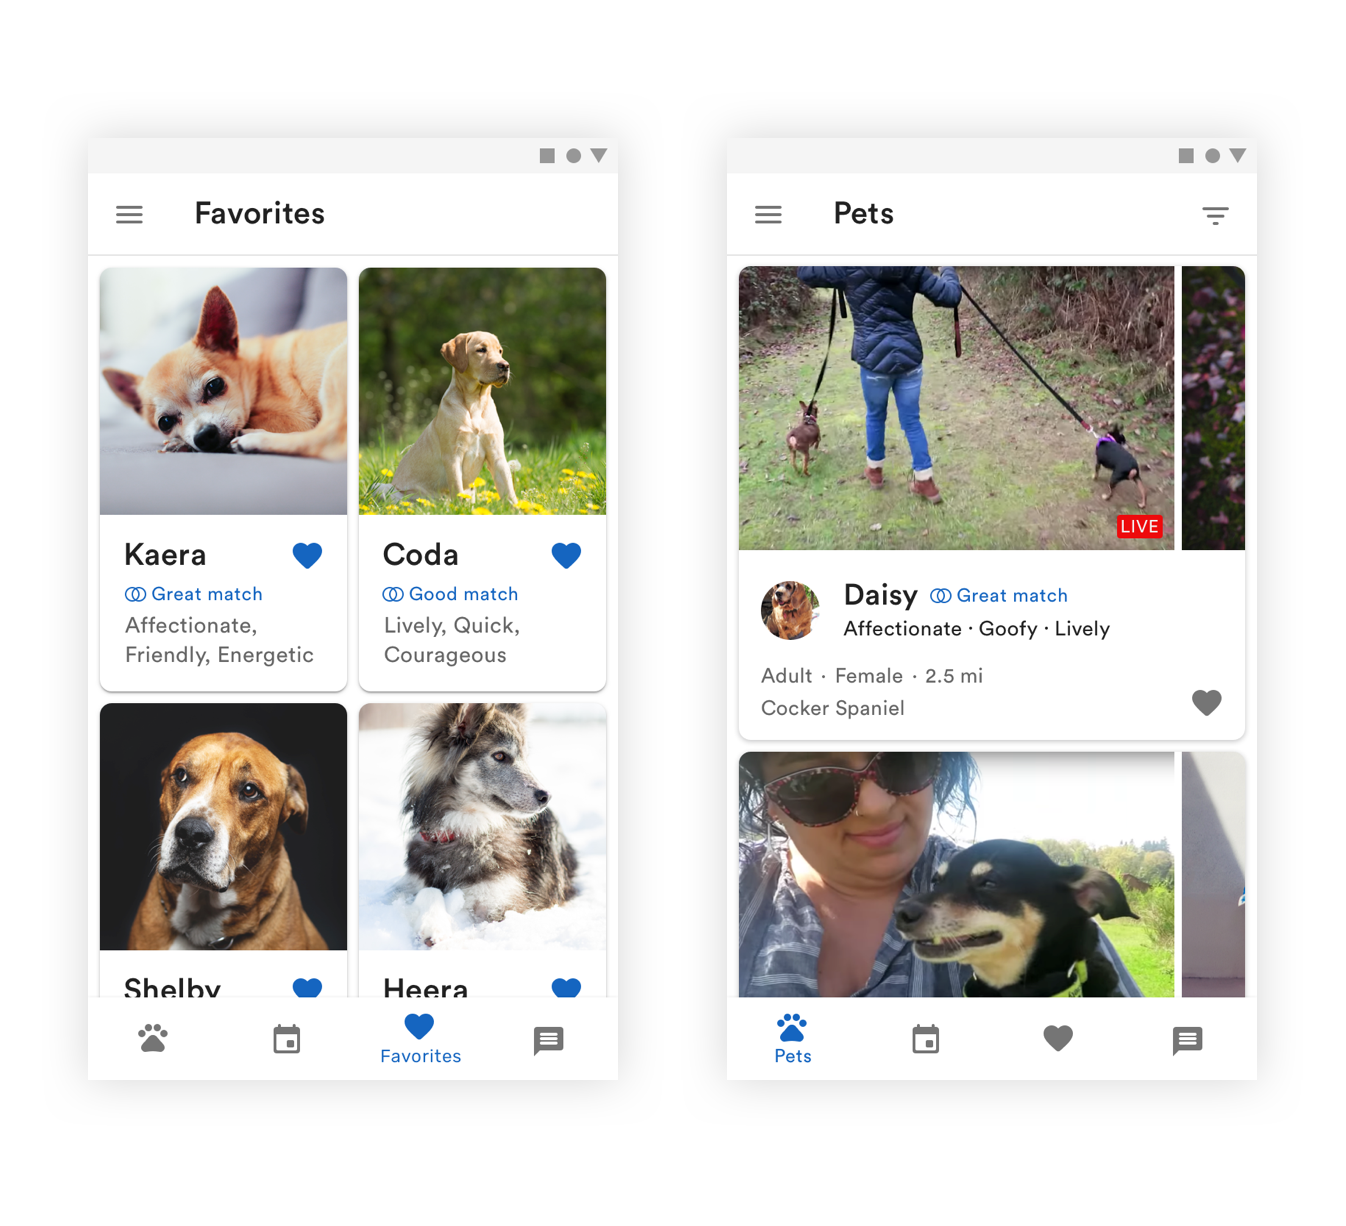 Favorites
Kaera
Great match
Affectionate,
Friendly, Energetic
Coda
Good match
Lively, Quick,
Courageous
Shelby
Heera
Favorites
Pets
LIVE
Daisy
Great match
Affectionate · Goofy · Lively
Adult · Female · 2.5 mi
Cocker Spaniel
Pets